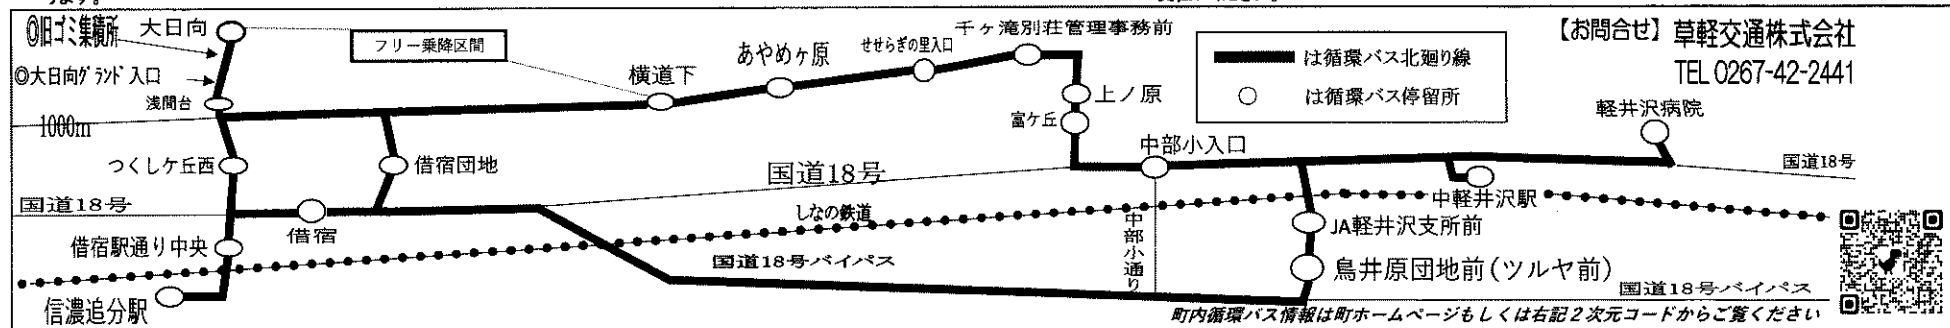 ◎旧ゴミ集積所
大日向
フリー乗降区間
千ヶ滝別荘管理事務前
【お問合せ】草軽交通株式会社
TEL 0267-42-2441
せせらぎの里入口
あやめヶ原
は循環バス北廻り線
◎大日向グランド入口
横道下
上ノ原
○ は循環バス停留所
軽井沢病院
浅間台
1000m
富ケ丘
中部小入口
つくしケ丘西
借宿団地
国道18号
国道18号
国道18号
しなの鉄道
中軽井沢駅
借宿
中部小通り
JA軽井沢支所前
借宿駅通り中央
国道18号バイパス
鳥井原団地前(ツルヤ前)
国道18号バイパス
信濃追分駅
町内循環バス情報は町ホームページもしくは右記2次元コードからご覧ください